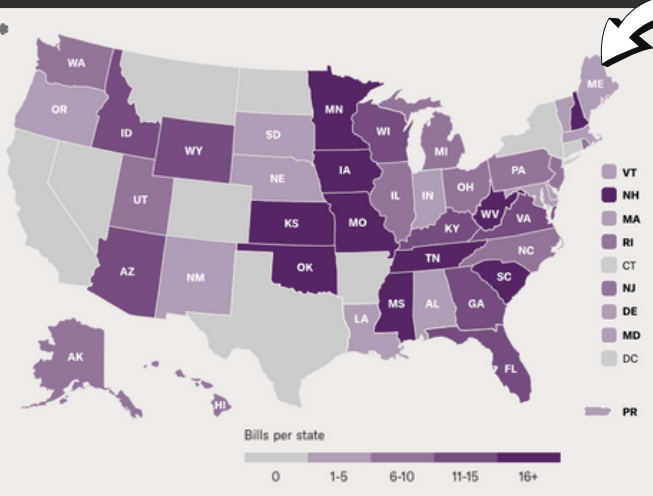 WA
ME
OR
MN
ID
WI
SD
MI
WY
IA
PA
NE
OH
VT
IL
IN
NH
UT
WV
KS
MO
VA
MA
KY
RI
NC
TN
CT
AZ
OK
NM
SC
NJ
MS
AL
GA
DE
LA
MD
DC
AK
FL
HI
PR
Bills per state
0 1-5 6-10 11-15 16+